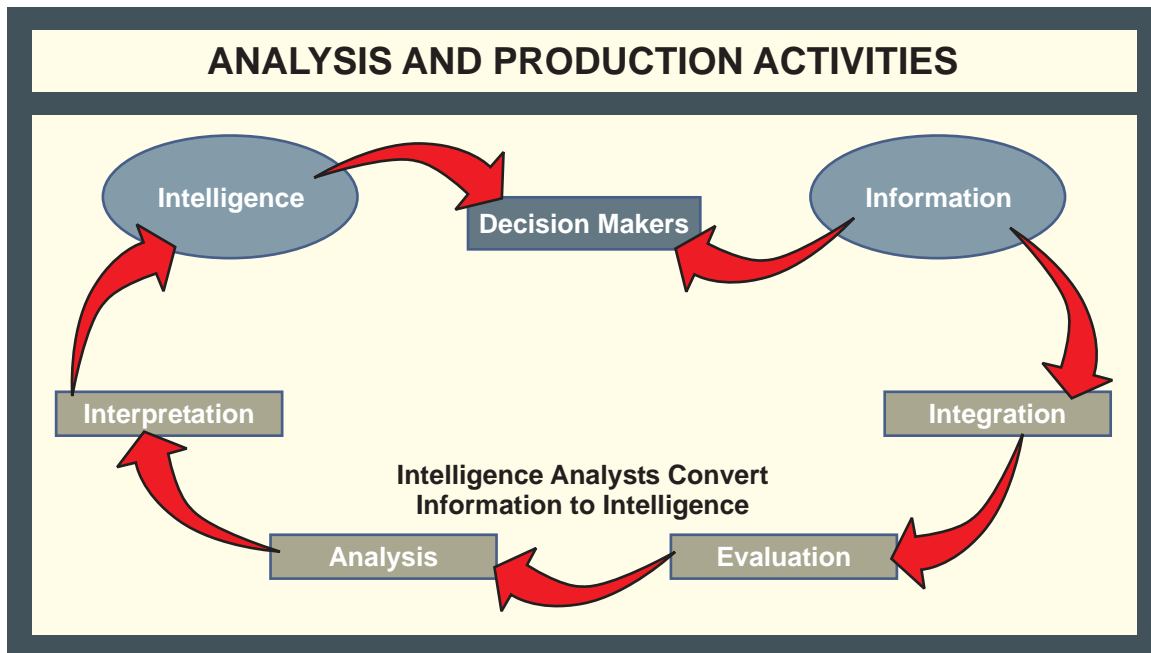 ANALYSIS AND PRODUCTION ACTIVITIES
Intelligence
Decision Makers
Information
Interpretation
Integration
Intelligence Analysts Convert
Information to Intelligence
Analysis
Evaluation